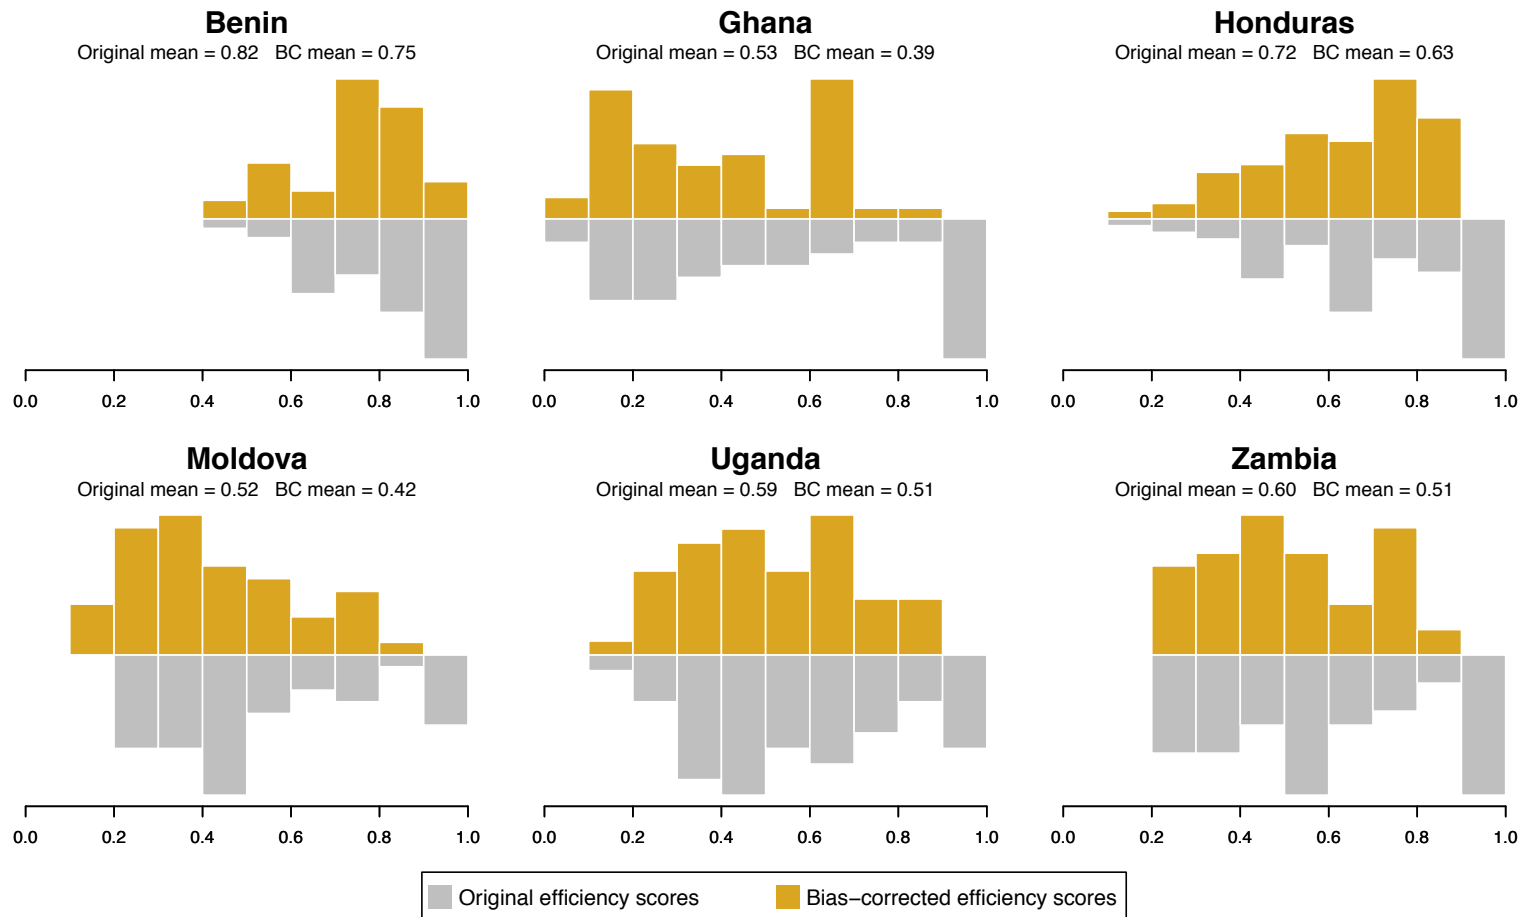 Benin Ghana Honduras
Original mean = 0.82 BC mean = 0.75 Original mean = 0.53 BC mean = 0.39 Original mean = 0.72 BC mean = 0.63
0.0 0.2 0.4 0.6 0.8 1.0 0.0 0.2 0.4 0.6 0.8 1.0 0.0 0.2 0.4 0.6 0.8 1.0
Moldova Uganda Zambia
Original mean = 0.52 BC mean = 0.42 Original mean = 0.59 BC mean = 0.51 Original mean = 0.60 BC mean = 0.51
0.0 0.2 0.4 0.6 0.8 1.0 0.0 0.2 0.4 0.6 0.8 1.0 0.0 0.2 0.4 0.6 0.8 1.0
Original efficiency scores Bias−corrected efficiency scores